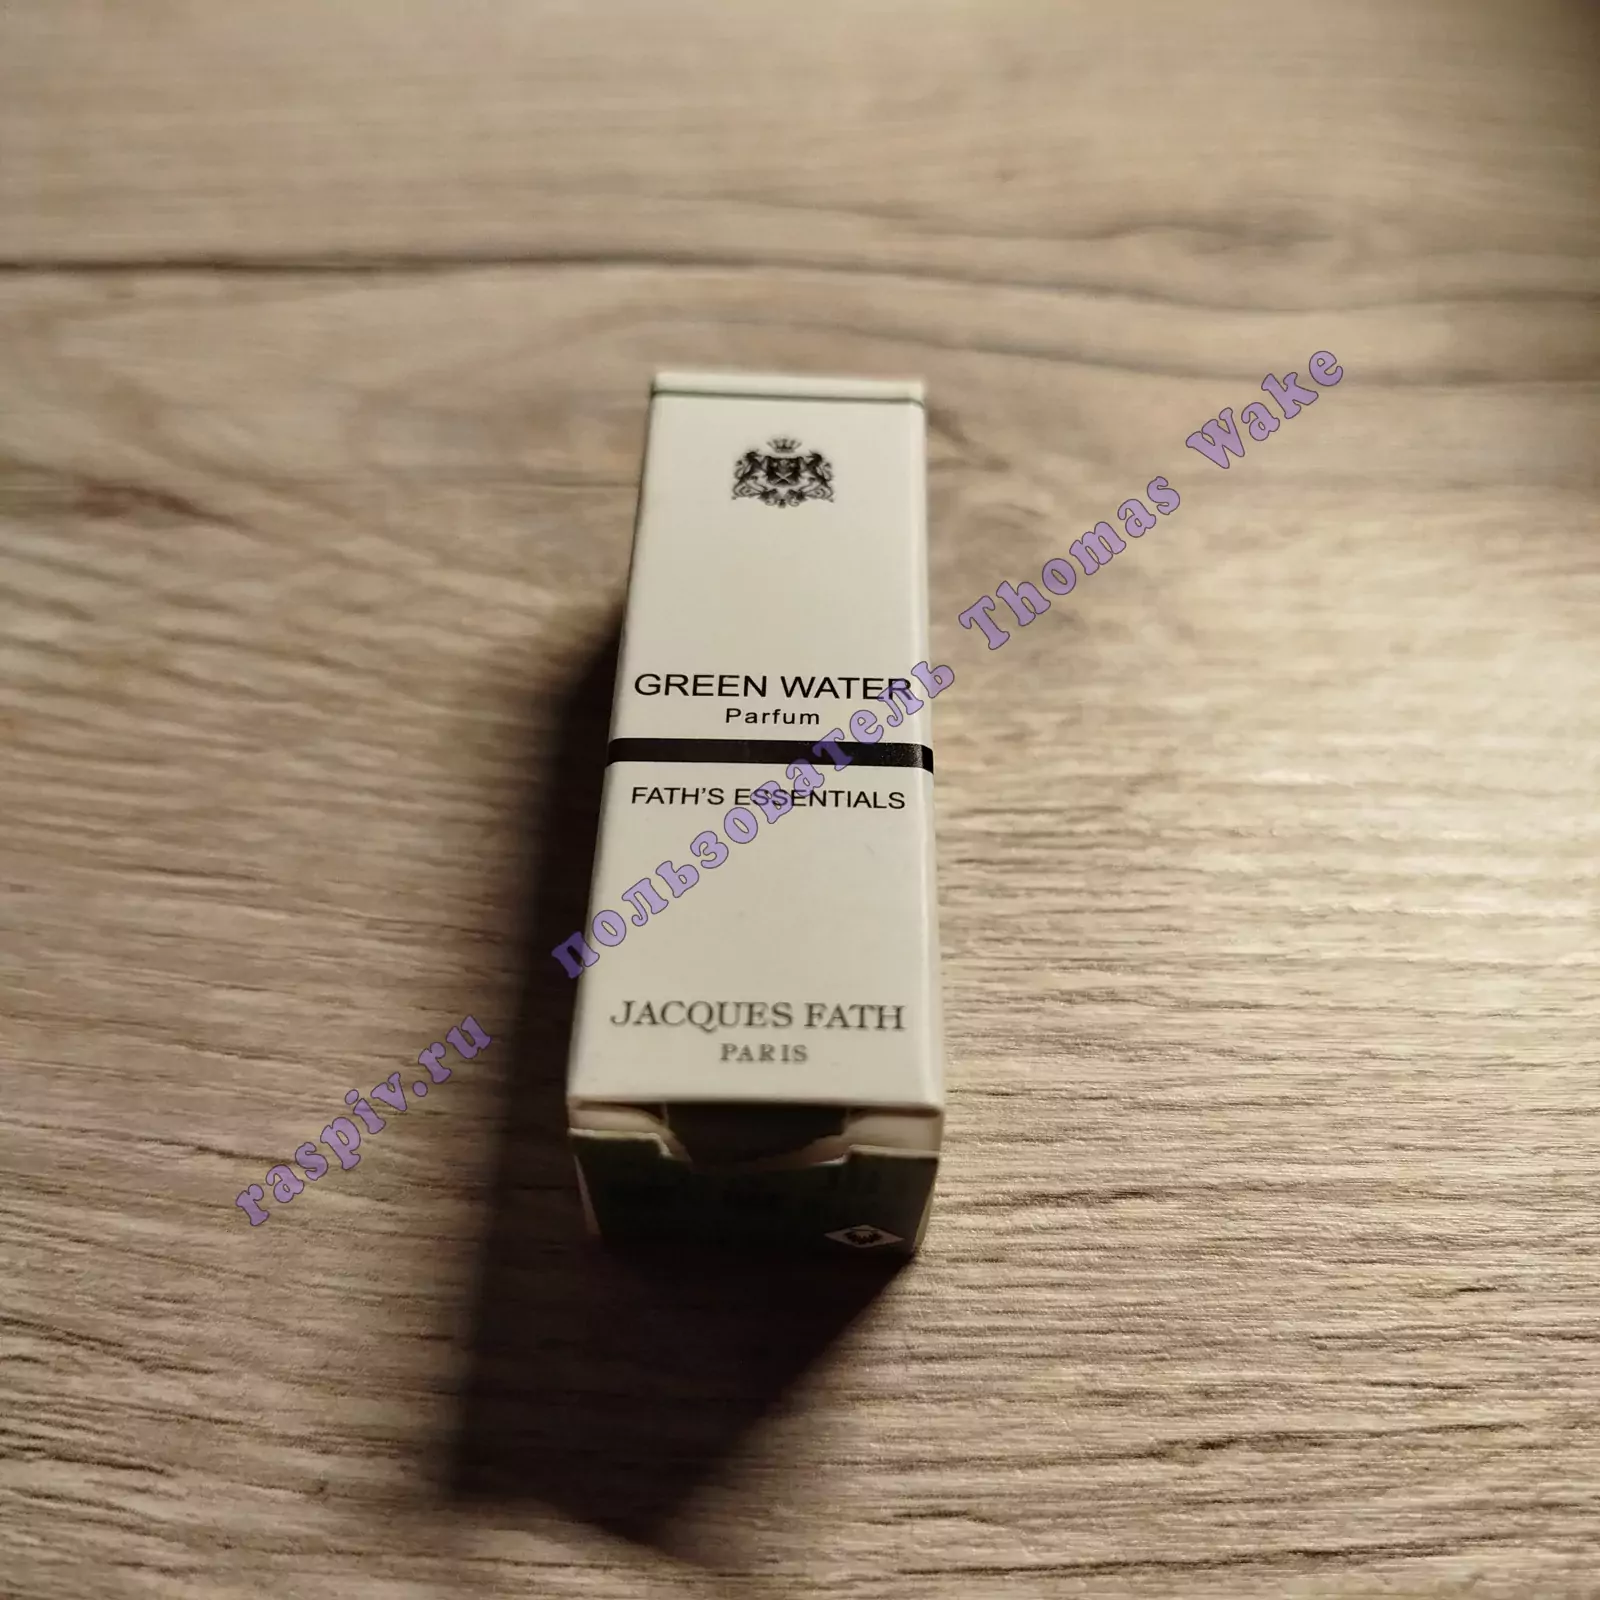 GREEN WATER
Parfum
FATH'S ESSENTIALS
JACQUES FATH
PARIS
raspiv.ru пользователь Thomas Wake